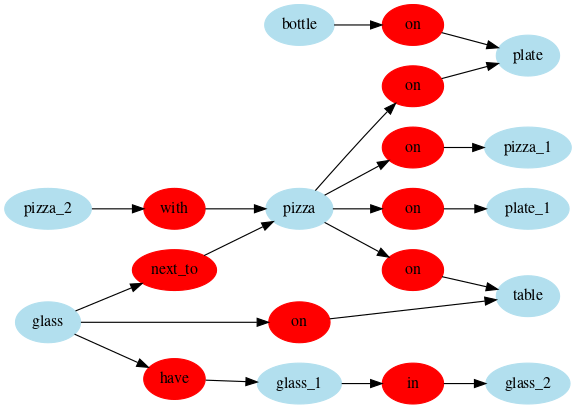 bottle
on
plate
on
on
pizza_1
pizza_2
with
pizza
on
plate_1
next_to
on
table
glass
on
have
glass_1
in
glass_2